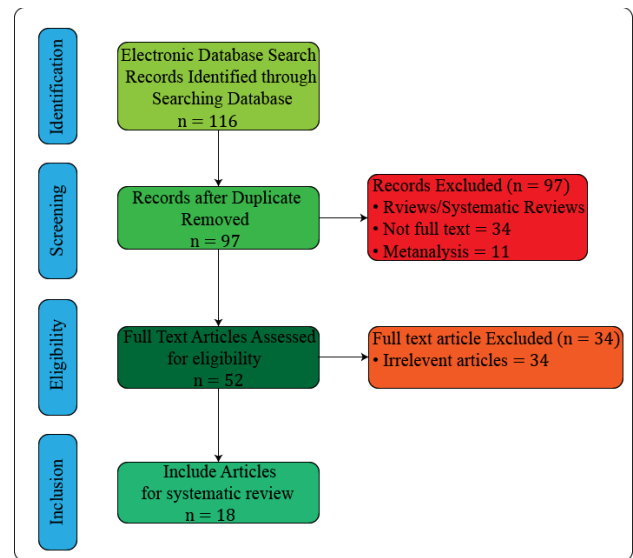 Identification
Electronic Database Search
Records Identified through
Searching Database
n = 116
Screening
Records after Duplicate
Removed
n = 97
Records Excluded (n = 97)
• Rviews/Systematic Reviews
• Not full text = 34
• Metanalysis = 11
Eligibility
Full Text Articles Assessed
for eligibility
n = 52
Full text article Excluded (n = 34)
• Irrelevent articles = 34
Inclusion
Include Articles
for systematic review
n = 18